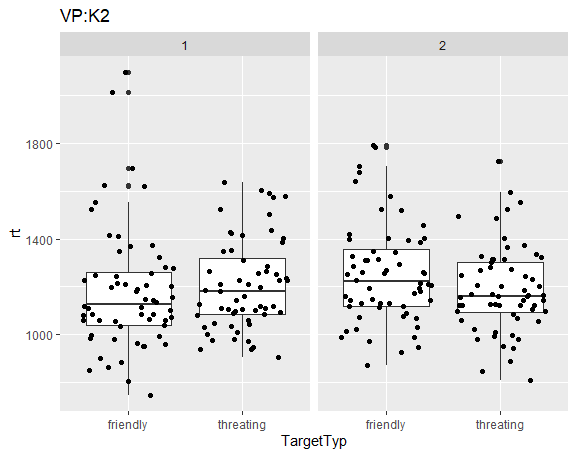 VP:K2
1
2
1800
1400
1000
rt
friendly
threating
friendly
threating
TargetTyp